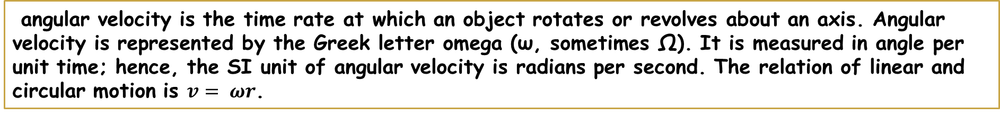 angular velocity is the time rate at which an object rotates or revolves about an axis. Angular
velocity is represented by the Greek letter omega (ω, sometimes Ω). It is measured in angle per
unit time; hence, the SI unit of angular velocity is radians per second. The relation of linear and
circular motion is v = ωr.